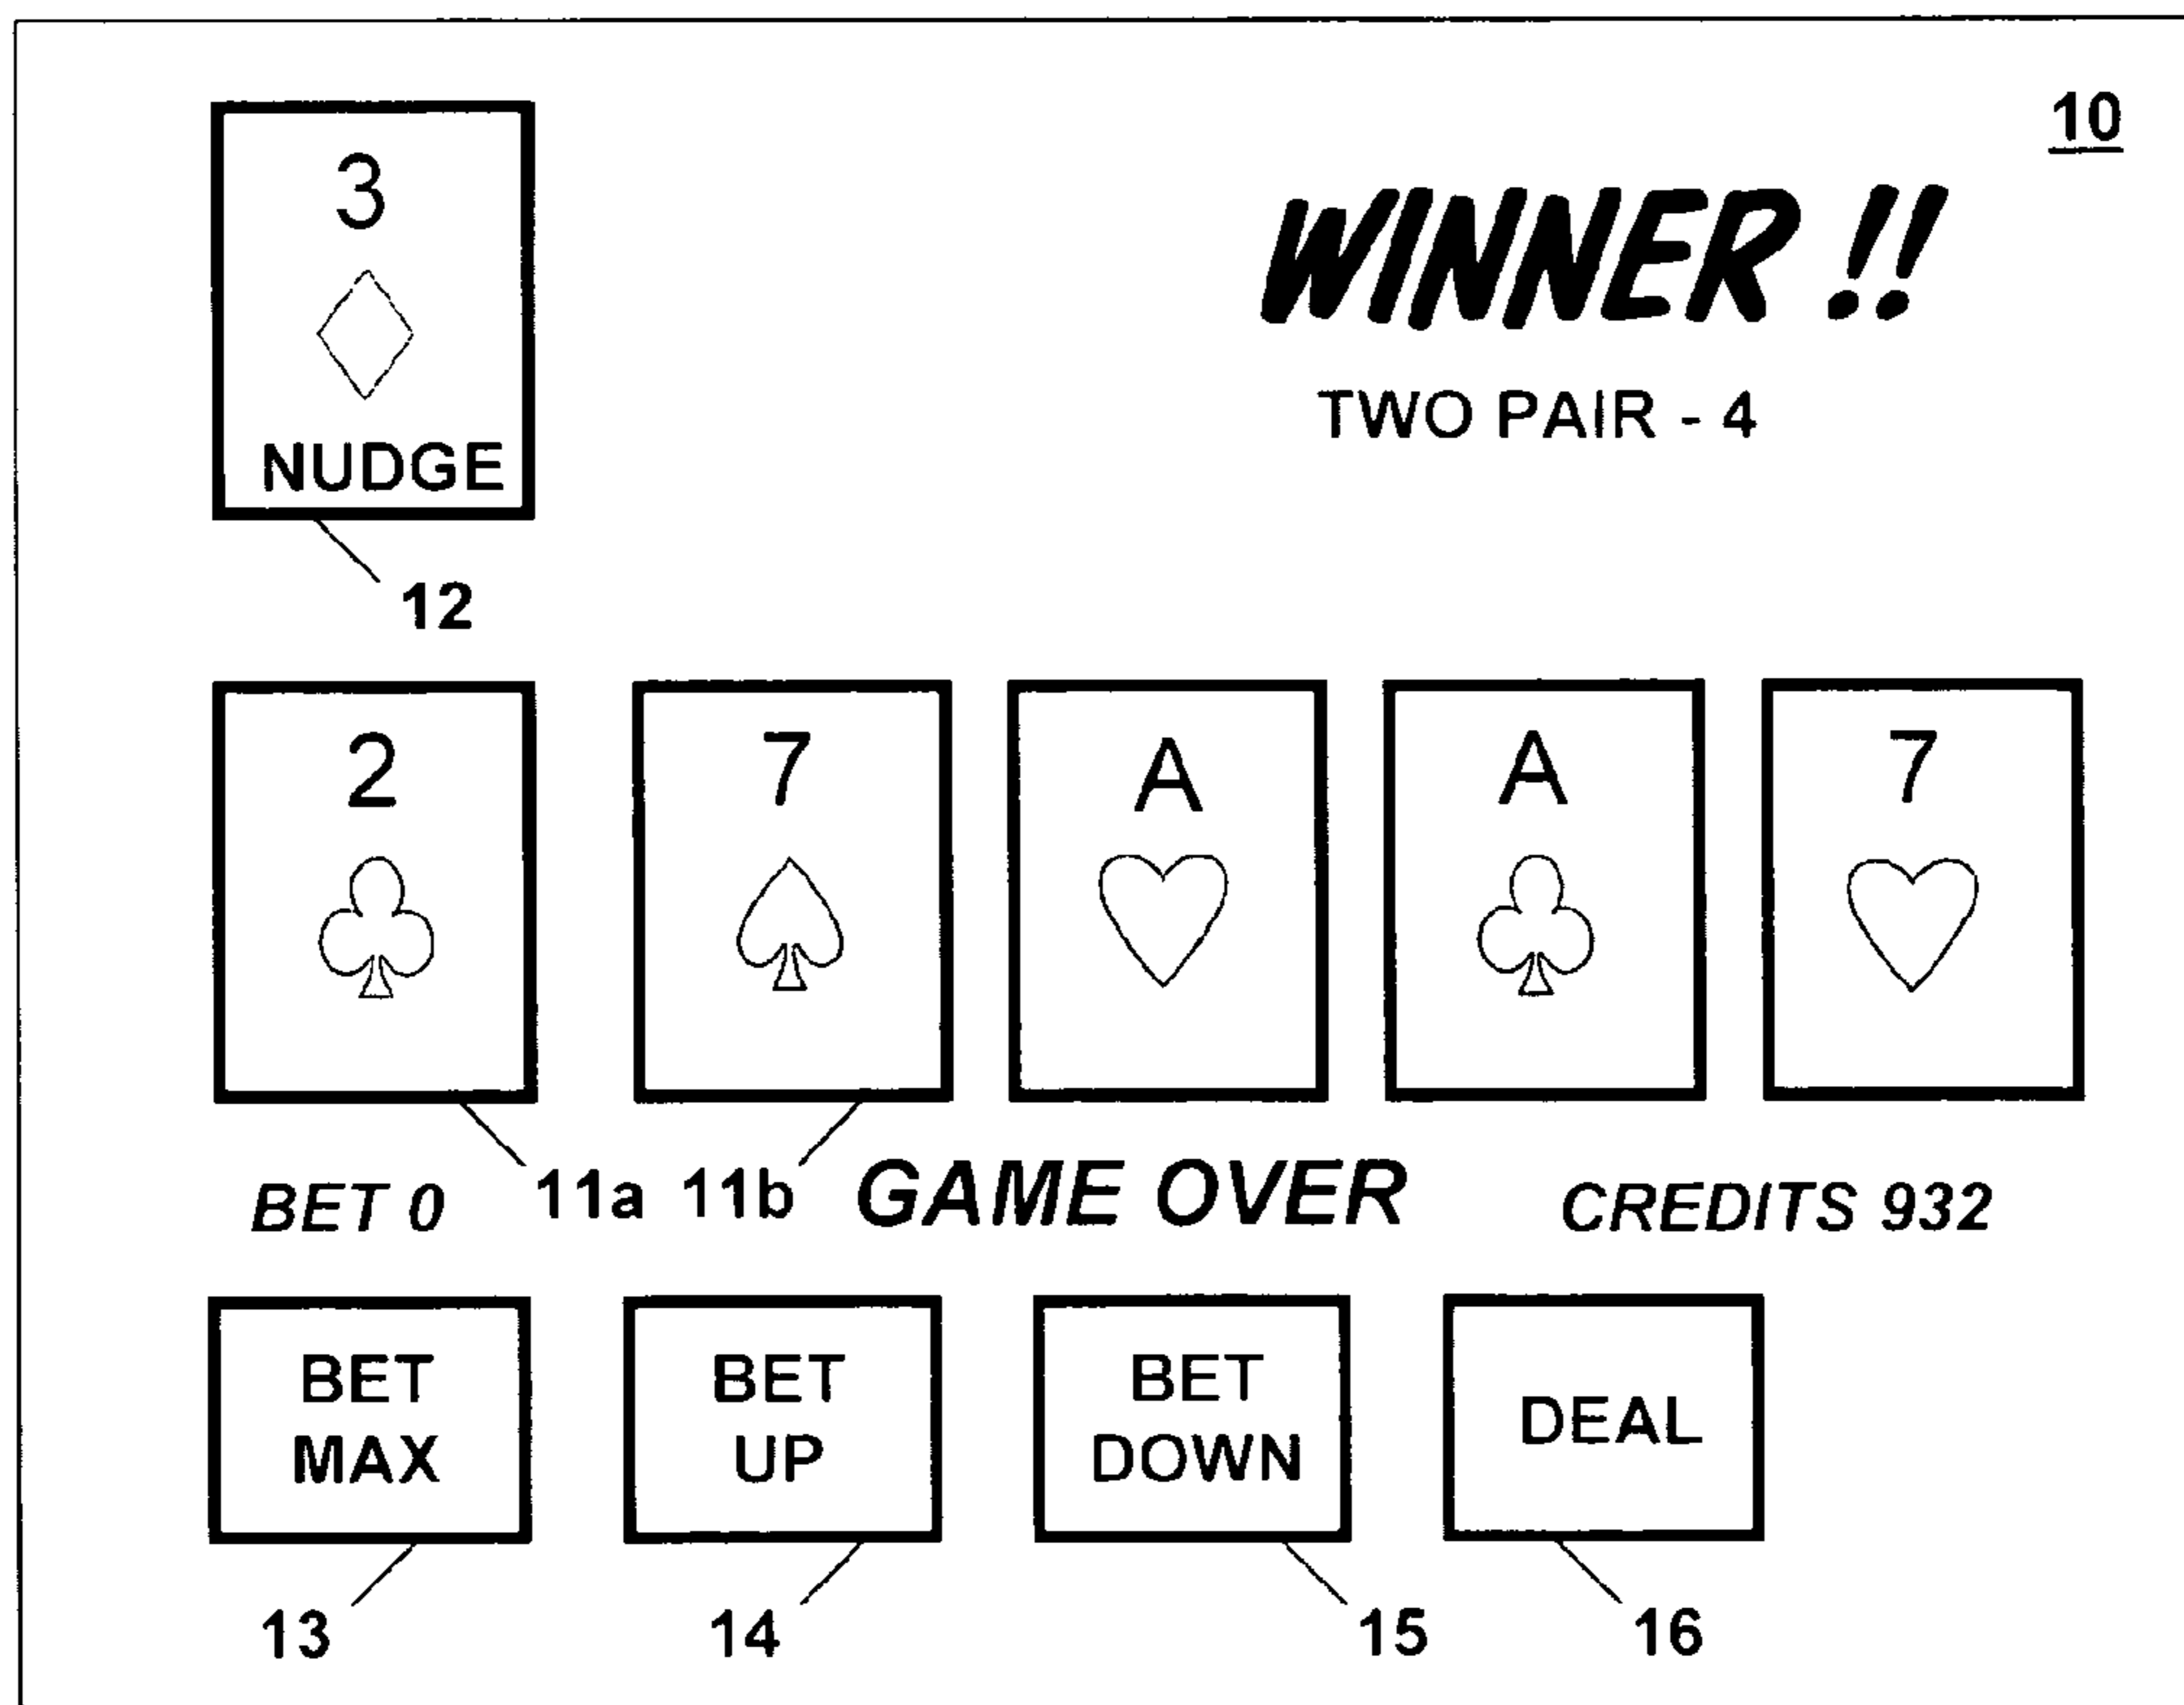 10
3
NUDGE
12
WINNER !!
TWO PAIR - 4
2 7 A A 7
11a 11b
BET 0 GAME OVER CREDITS 932
BET MAX
BET UP
BET DOWN
DEAL
13 14 15 16